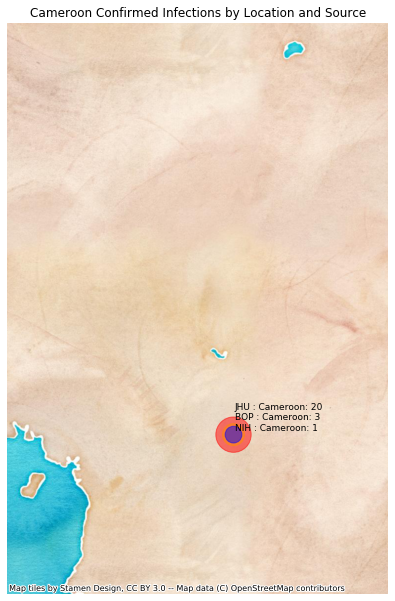 Cameroon Confirmed Infections by Location and Source
JHU : Cameroon: 20
BOP : Cameroon: 3
NIH : Cameroon: 1
Map tiles by Stamen Design, CC BY 3.0 -- Map data (C) OpenStreetMap contributors